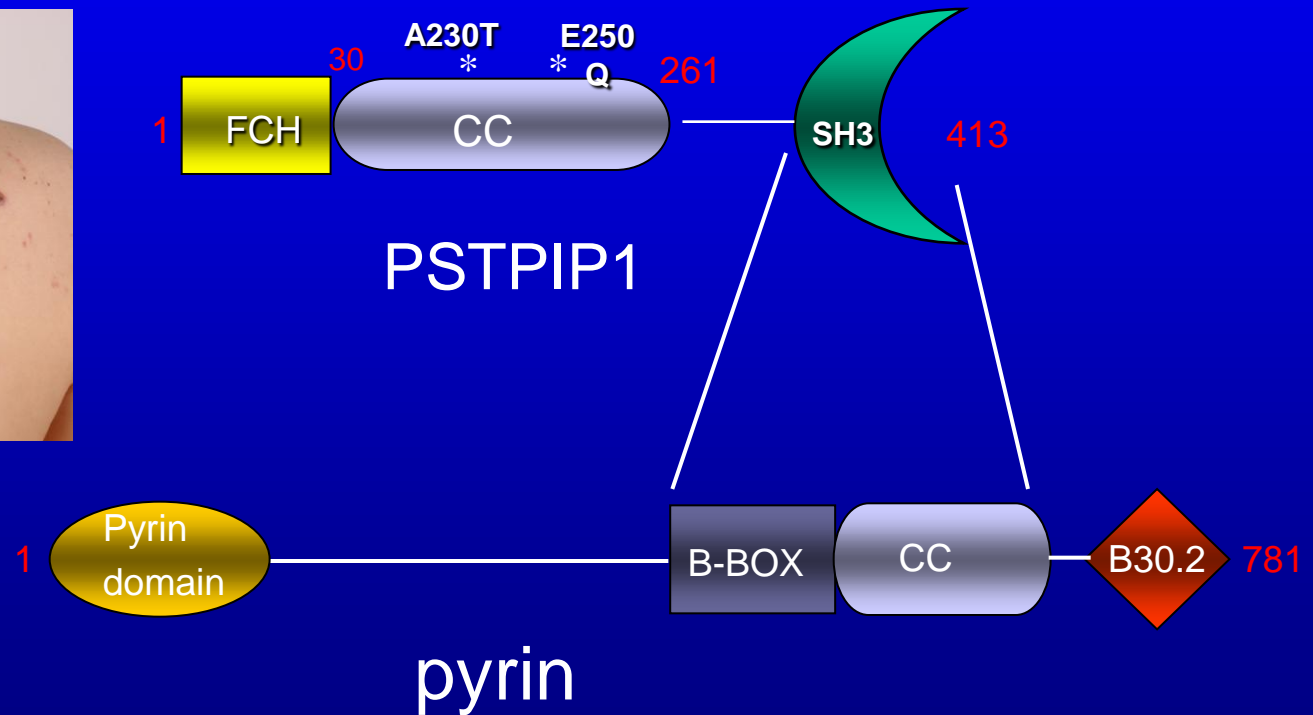 A230T
E250
Q
*
*
30
261
1
FCH
CC
SH3
413
PSTPIP1
Pyrin
domain
1
B-BOX
CC
B30.2
781
pyrin